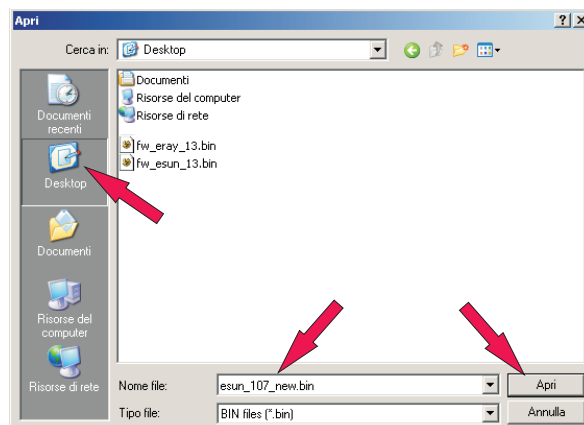 Apri
Cerca in: Desktop
Documenti recenti
Desktop
Documenti
Risorse del computer
Risorse di rete
Documenti
Risorse del computer
Risorse di rete
fw_eray_13.bin
fw_esun_13.bin
Nome file: esun_107_new.bin Apri
Tipo file: BIN files (*.bin) Annulla